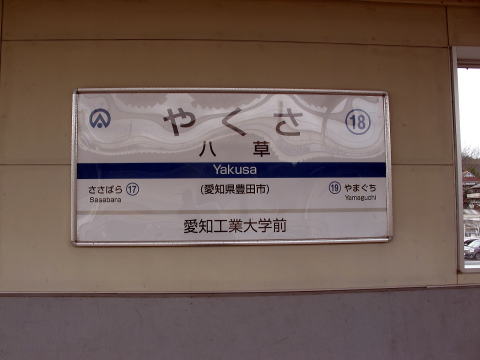 やくさ
18
八草
Yakusa
ささばら 17
Sasabara
(愛知県豊田市)
19 やまぐち
Yamaguchi
愛知工業大学前